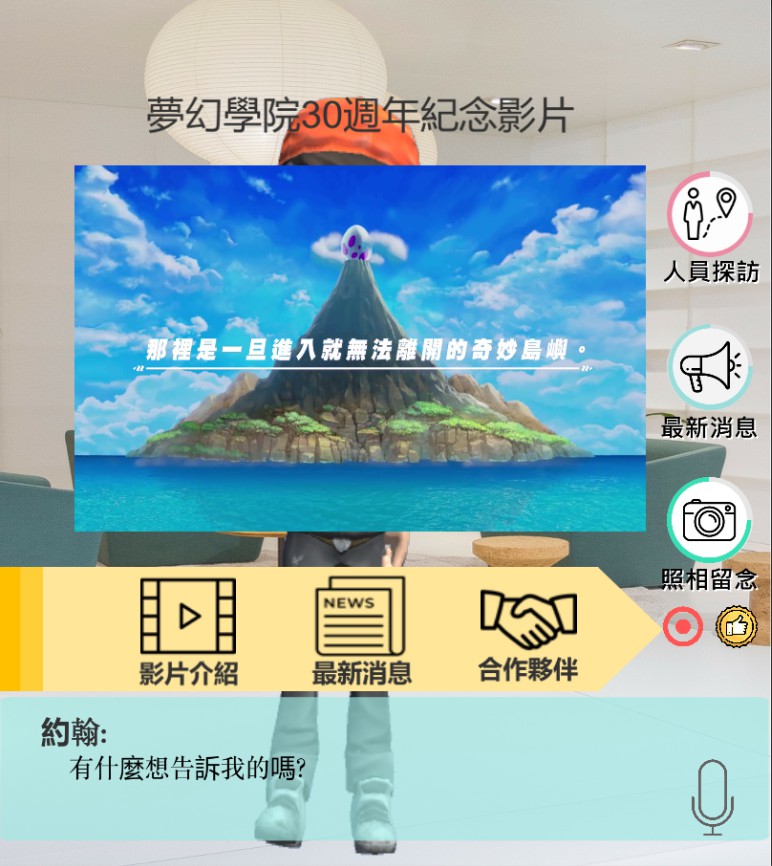 夢幻學院30週年紀念影片
那裡是一旦進入就無法離開的奇妙島嶼。
人員探訪
最新消息
照相留念
影片介紹
NEWS
最新消息
合作夥伴
約翰:
有什麼想告訴我的嗎?